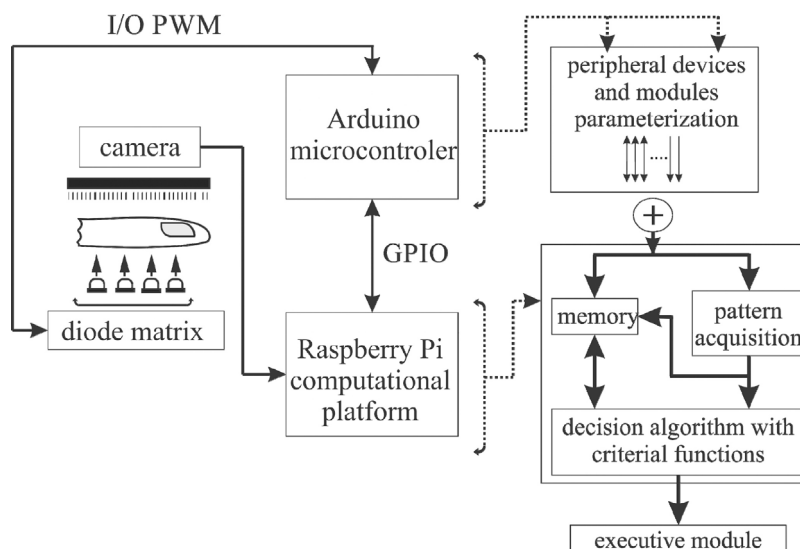 I/O PWM
camera
diode matrix
Arduino
microcontroler
GPIO
Raspberry Pi
computational
platform
peripheral devices
and modules
parameterization
memory
pattern
acquisition
decision algorithm with
criterial functions
executive module